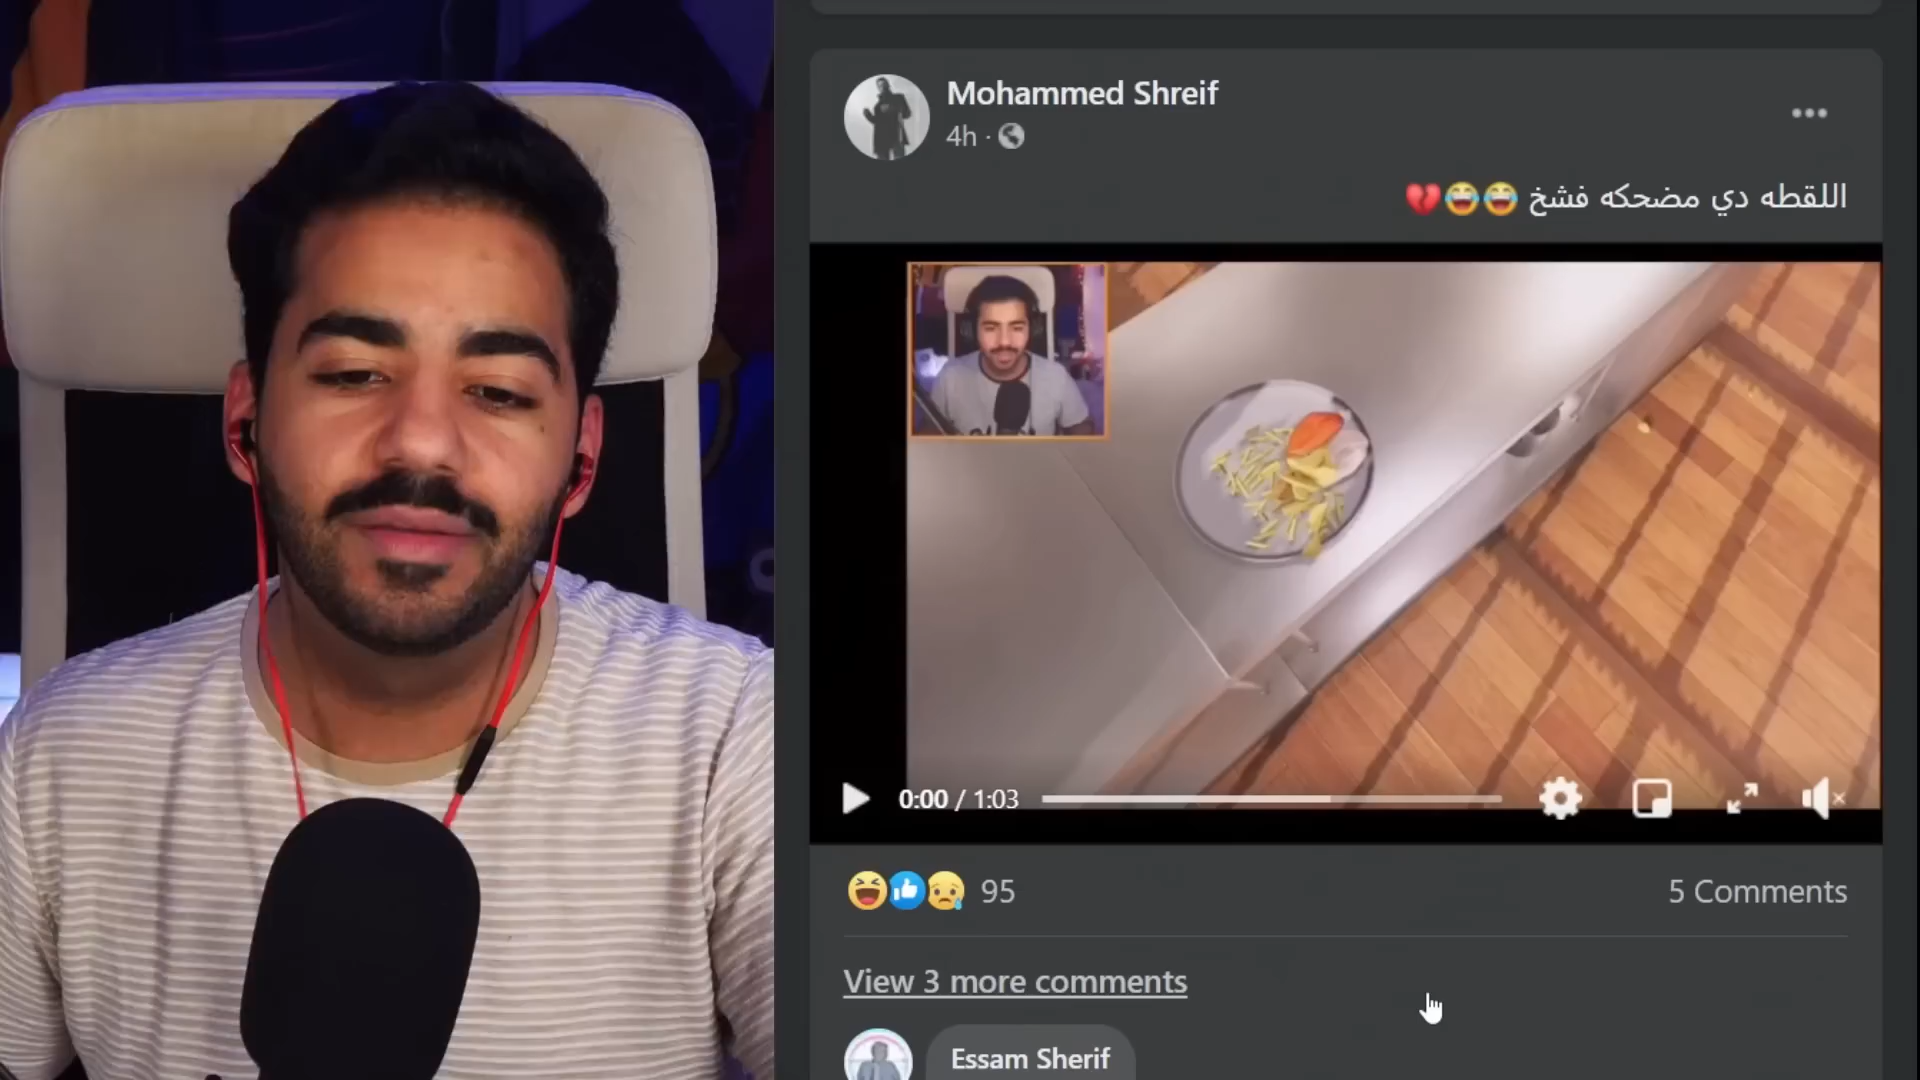 Mohammed Shreif
4h ·
اللقطه دي مضحكه فشخ 😂😂💔
0:00 / 1:03
95
5 Comments
View 3 more comments
Essam Sherif